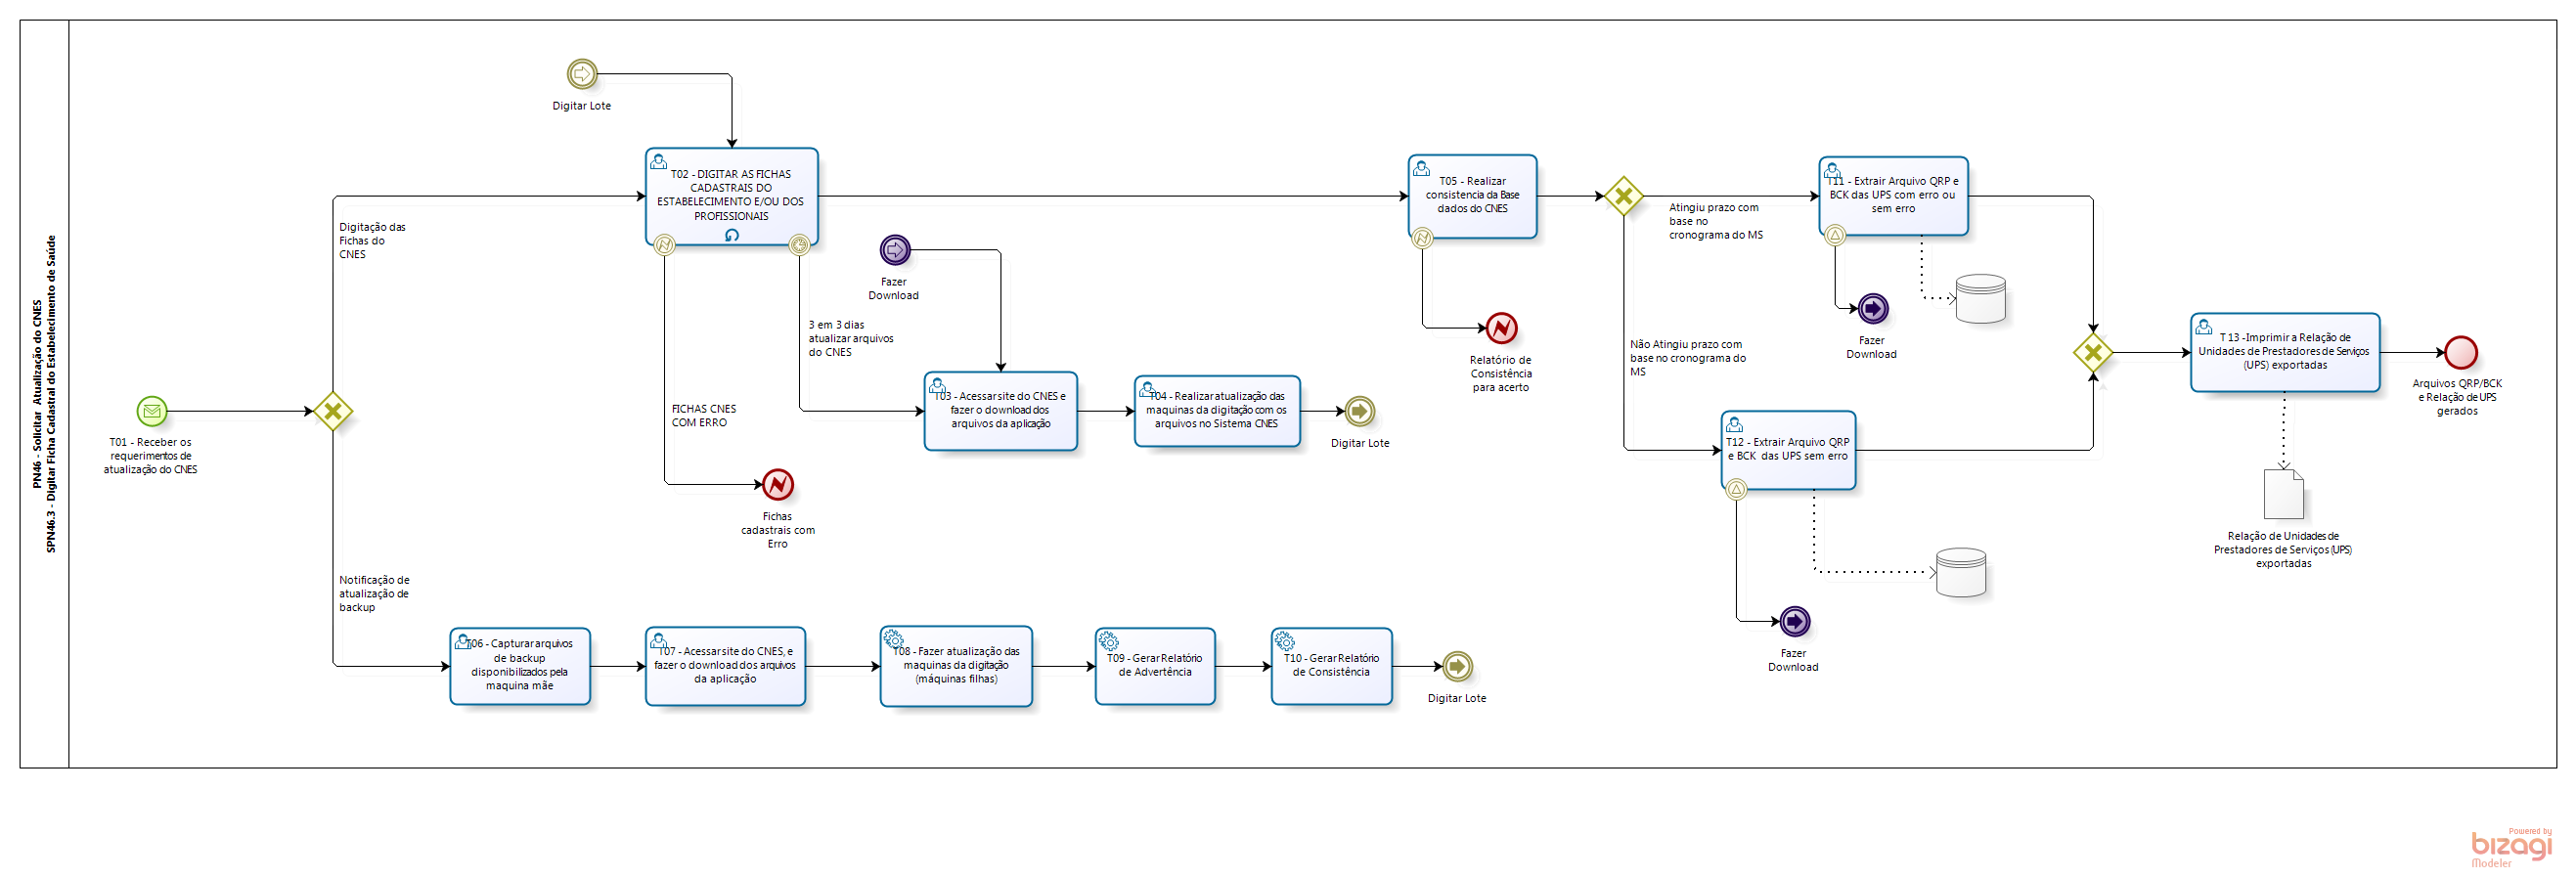 PN46 - Solicitar Atualização do CNES
SPN46.3 - Digitar Ficha Cadastral do Estabelecimento de Saúde
T01 - Receber os
requerimentos de
atualização do CNES
Digitação das
Fichas do
CNES
Notificação de
atualização de
backup
Digitar Lote
T02 - DIGITAR AS FICHAS
CADASTRAIS DO
ESTABELECIMENTO E/OU DOS
PROFISSIONAIS
FICHAS CNES
COM ERRO
Fichas
cadastrais com
Erro
3 em 3 dias
atualizar arquivos
do CNES
Fazer
Download
T03 - Acessar site do CNES e
fazer o download dos
arquivos da aplicação
T04 - Realizar atualização das
maquinas da digitação com os
arquivos no Sistema CNES
Digitar Lote
T05 - Realizar
consistencia da Base
dados do CNES
Relatório de
Consistência
para acerto
Atingiu prazo com
base no
cronograma do MS
Não Atingiu prazo com
base no cronograma do
MS
T11 - Extrair Arquivo QRP e
BCK das UPS com erro ou
sem erro
Fazer
Download
T12 - Extrair Arquivo QRP
e BCK das UPS sem erro
Fazer
Download
T 13 -Imprimir a Relação de
Unidades de Prestadores de Serviços
(UPS) exportadas
Arquivos QRP/BCK
e Relação de UPS
gerados
Relação de Unidades de
Prestadores de Serviços (UPS)
exportadas
T06 - Capturar arquivos
de backup
disponibilizados pela
maquina mãe
T07 - Acessar site do CNES, e
fazer o download dos arquivos
da aplicação
T08 - Fazer atualização das
maquinas da digitação
(máquinas filhas)
T09 - Gerar Relatório
de Advertência
T10 - Gerar Relatório
de Consistência
Digitar Lote
Powered by
bizagi
Modeler